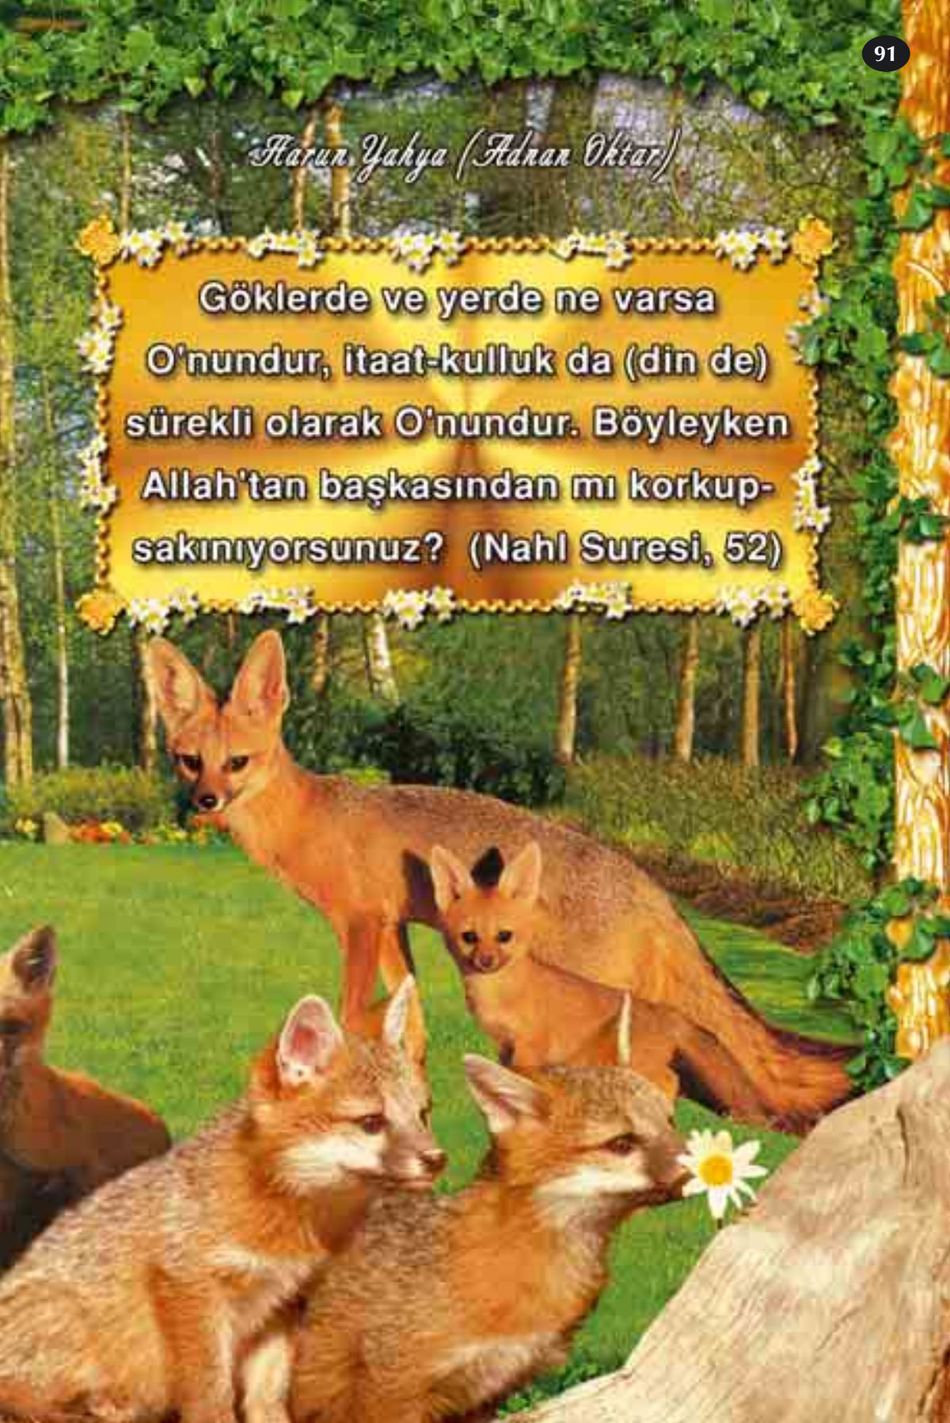 91
Harun Yahya (Adnan Oktar)
Göklerde ve yerde ne varsa
O'nundur, itaat-kulluk da (din de)
sürekli olarak O'nundur. Böyleyken
Allah'tan başkasından mı korkup-
sakınıyorsunuz? (Nahl Suresi, 52)